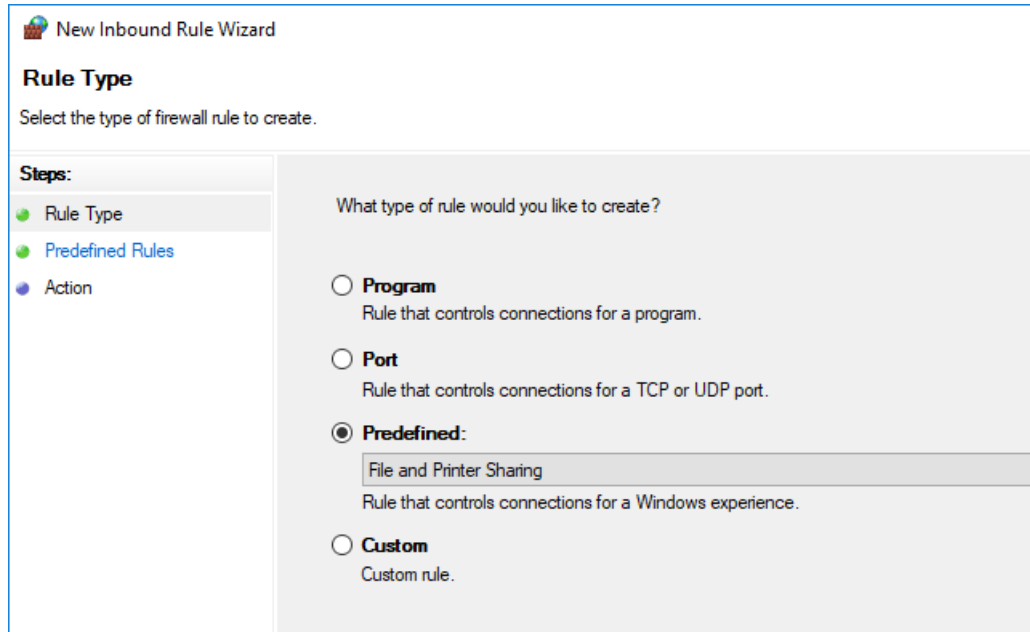 New Inbound Rule Wizard
Rule Type
Select the type of firewall rule to create.
Steps:
Rule Type
Predefined Rules
Action
What type of rule would you like to create?
Program
Rule that controls connections for a program.
Port
Rule that controls connections for a TCP or UDP port.
Predefined:
File and Printer Sharing
Rule that controls connections for a Windows experience.
Custom
Custom rule.